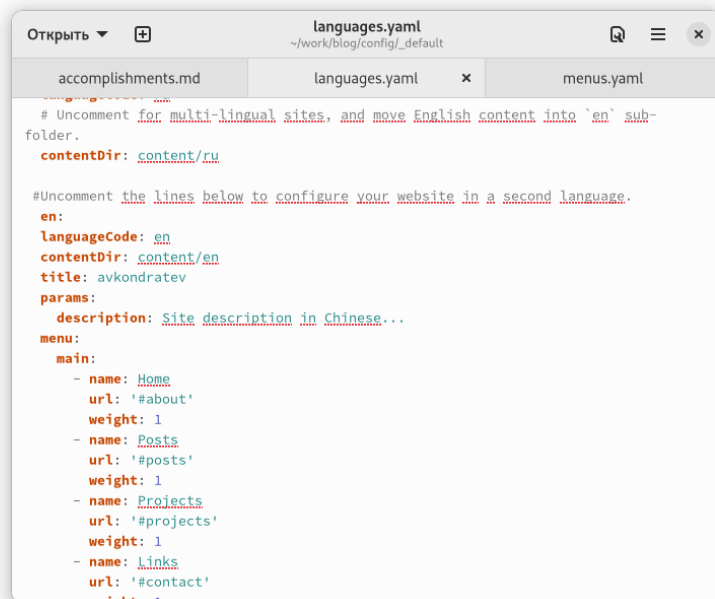 Открыть
languages.yaml
~/work/blog/config/_default
accomplishments.md
languages.yaml
menus.yaml
# Uncomment for multi-lingual sites, and move English content into `en` sub-
folder.
contentDir: content/ru
#Uncomment the lines below to configure your website in a second language.
en:
languageCode: en
contentDir: content/en
title: avkondratev
params:
description: Site description in Chinese...
menu:
main:
- name: Home
url: '#about'
weight: 1
- name: Posts
url: '#posts'
weight: 1
- name: Projects
url: '#projects'
weight: 1
- name: Links
url: '#contact'